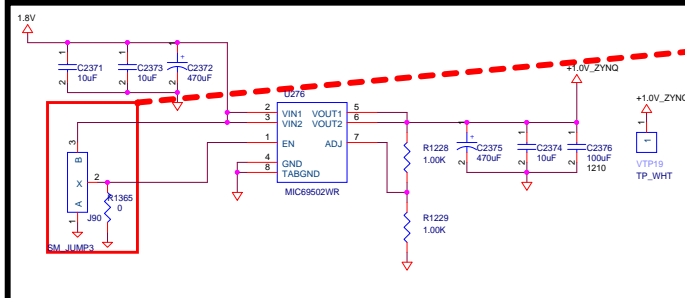 1.8V
1
2
C2371
10uF
1
2
C2373
10uF
1
2
+
C2372
470uF
U276
2
3
1
4
8
VIN1
VIN2
EN
GND
TABGND
VOUT1
VOUT2
ADJ
5
6
7
MIC69502WR
3
B
X
2
A
1
J90
R1365
0
SM_JUMP3
R1228
1.00K
R1229
1.00K
+1.0V_ZYNQ
1
2
+
C2375
470uF
1
2
C2374
10uF
1
2
C2376
100uF
1210
+1.0V_ZYNQ
1
1
VTP19
TP_WHT